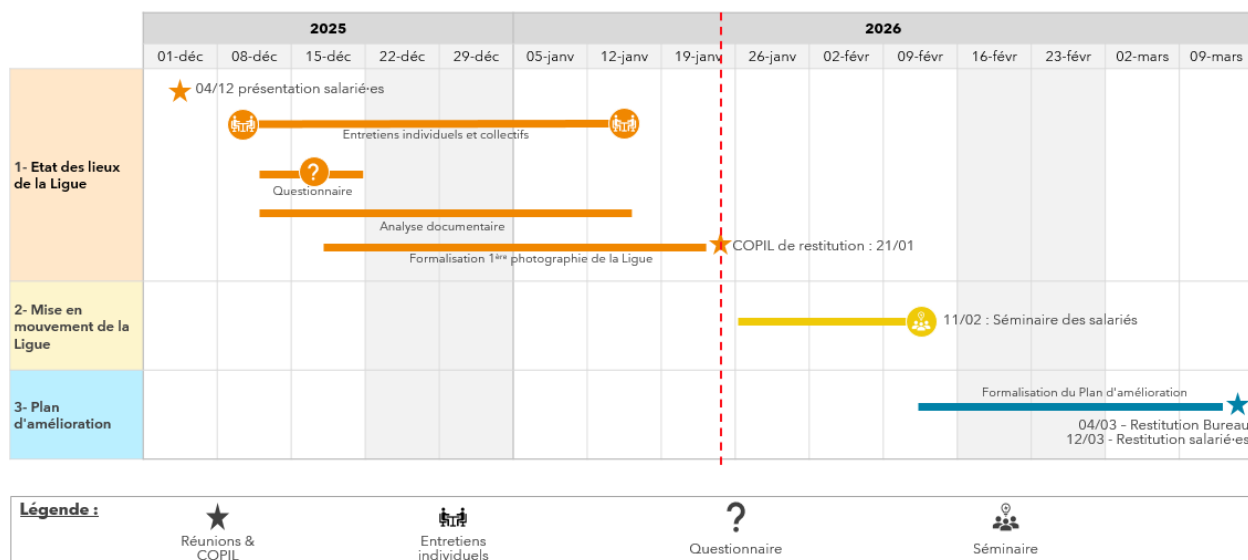 2025
2026
01-déc
08-déc
15-déc
22-déc
29-déc
05-janv
12-janv
19-janv
26-janv
02-févr
09-févr
16-févr
23-févr
02-mars
09-mars
1- Etat des lieux
de la Ligue
04/12 présentation salarié·es
Entretiens individuels et collectifs
?
Questionnaire
Analyse documentaire
Formalisation 1ère photographie de la Ligue
COPIL de restitution : 21/01
2- Mise en
mouvement de la
Ligue
11/02 : Séminaire des salariés
3- Plan
d'amélioration
Formalisation du Plan d'amélioration
04/03 - Restitution Bureau
12/03 - Restitution salarié·es
Légende :
Réunions &
COPIL
Entretiens
individuels
?
Questionnaire
Séminaire